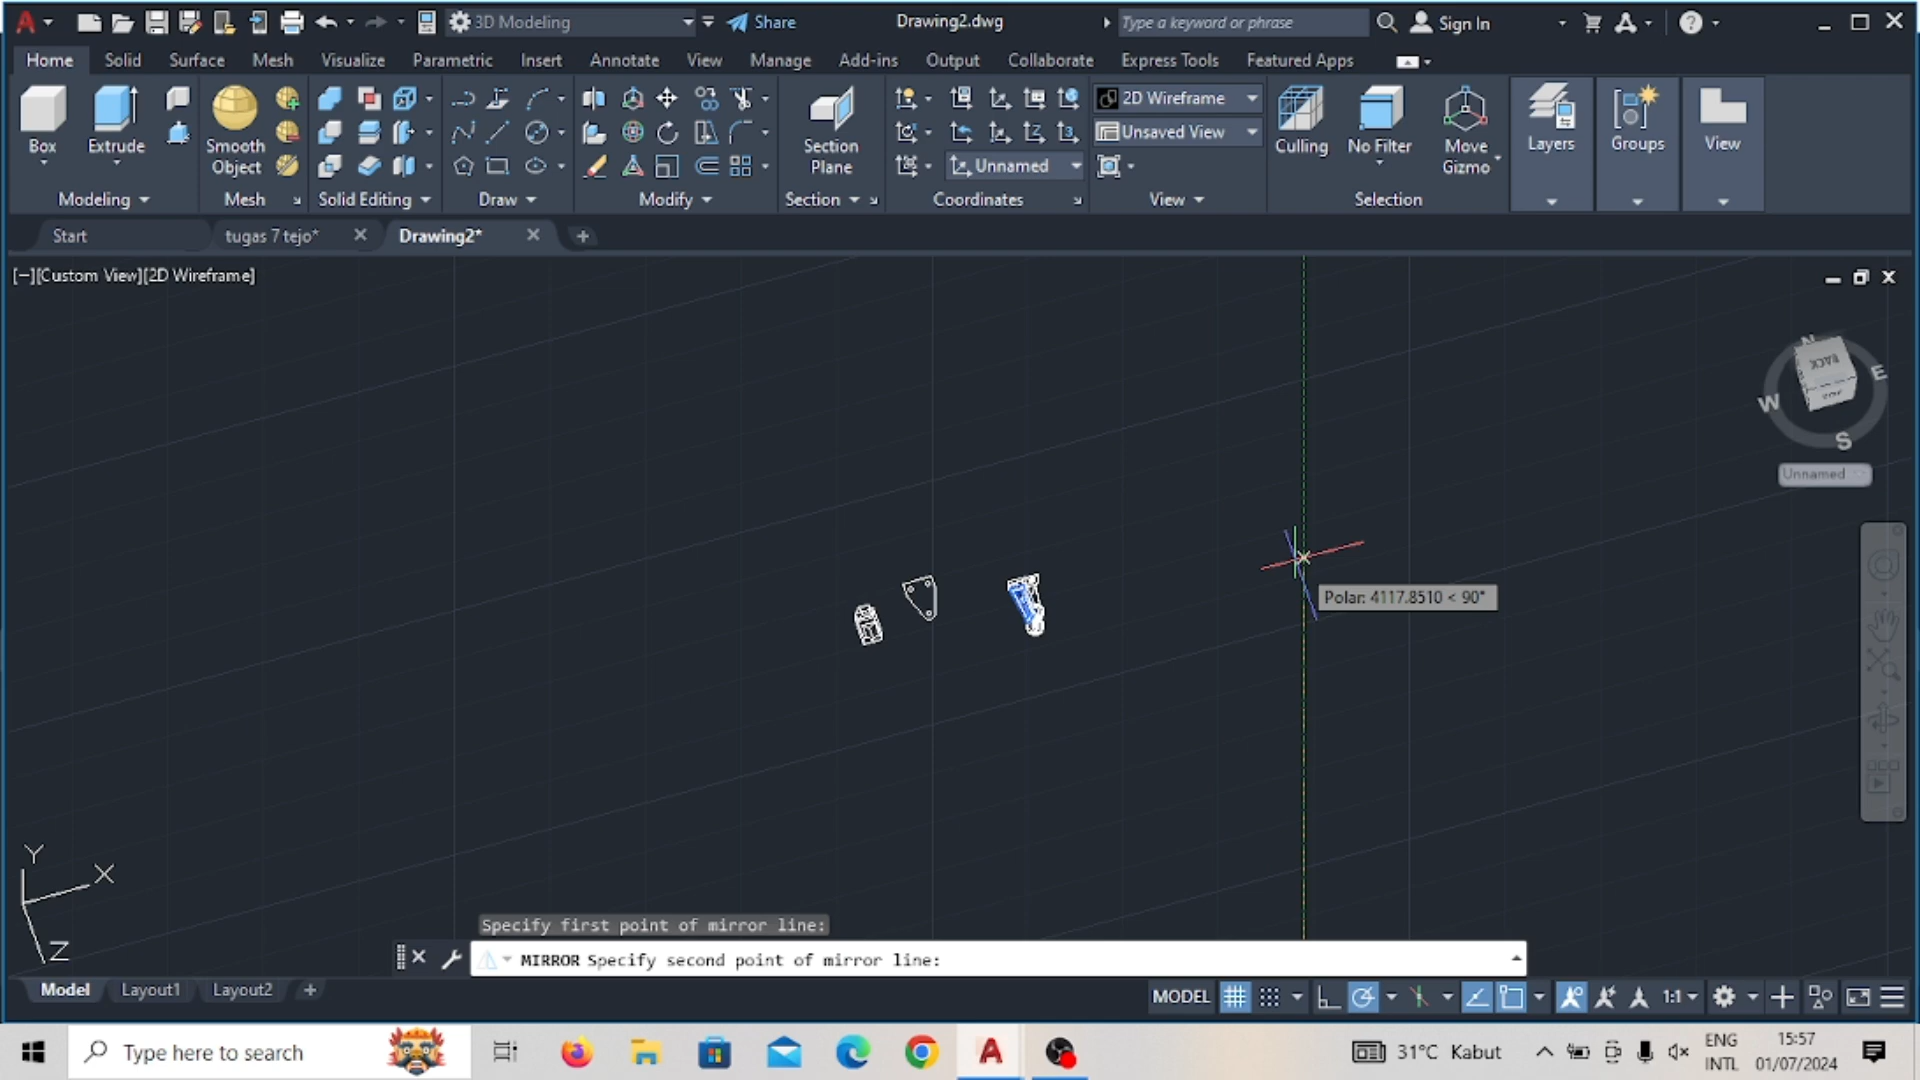 3D Modeling
Share
Drawing2.dwg
Type a keyword or phrase
Sign In
Home
Solid
Surface
Mesh
Visualize
Parametric
Insert
Annotate
View
Manage
Add-ins
Output
Collaborate
Express Tools
Featured Apps
Box
Extrude
Smooth
Object
Section
Plane
2D Wireframe
Unsaved View
Unnamed
Culling
No Filter
Move
Gizmo
Layers
Groups
View
Modeling
Mesh
Solid Editing
Draw
Modify
Section
Coordinates
View
Selection
Start
tugas 7 tejo*
Drawing2*
[−][Custom View][2D Wireframe]
N
BACK
E
W
S
Unnamed
Polar: 4117.8510 < 90°
Y
X
Z
Specify first point of mirror line:
MIRROR Specify second point of mirror line:
Model
Layout1
Layout2
MODEL
1:1
Type here to search
31°C Kabut
ENG
INTL
15:57
01/07/2024